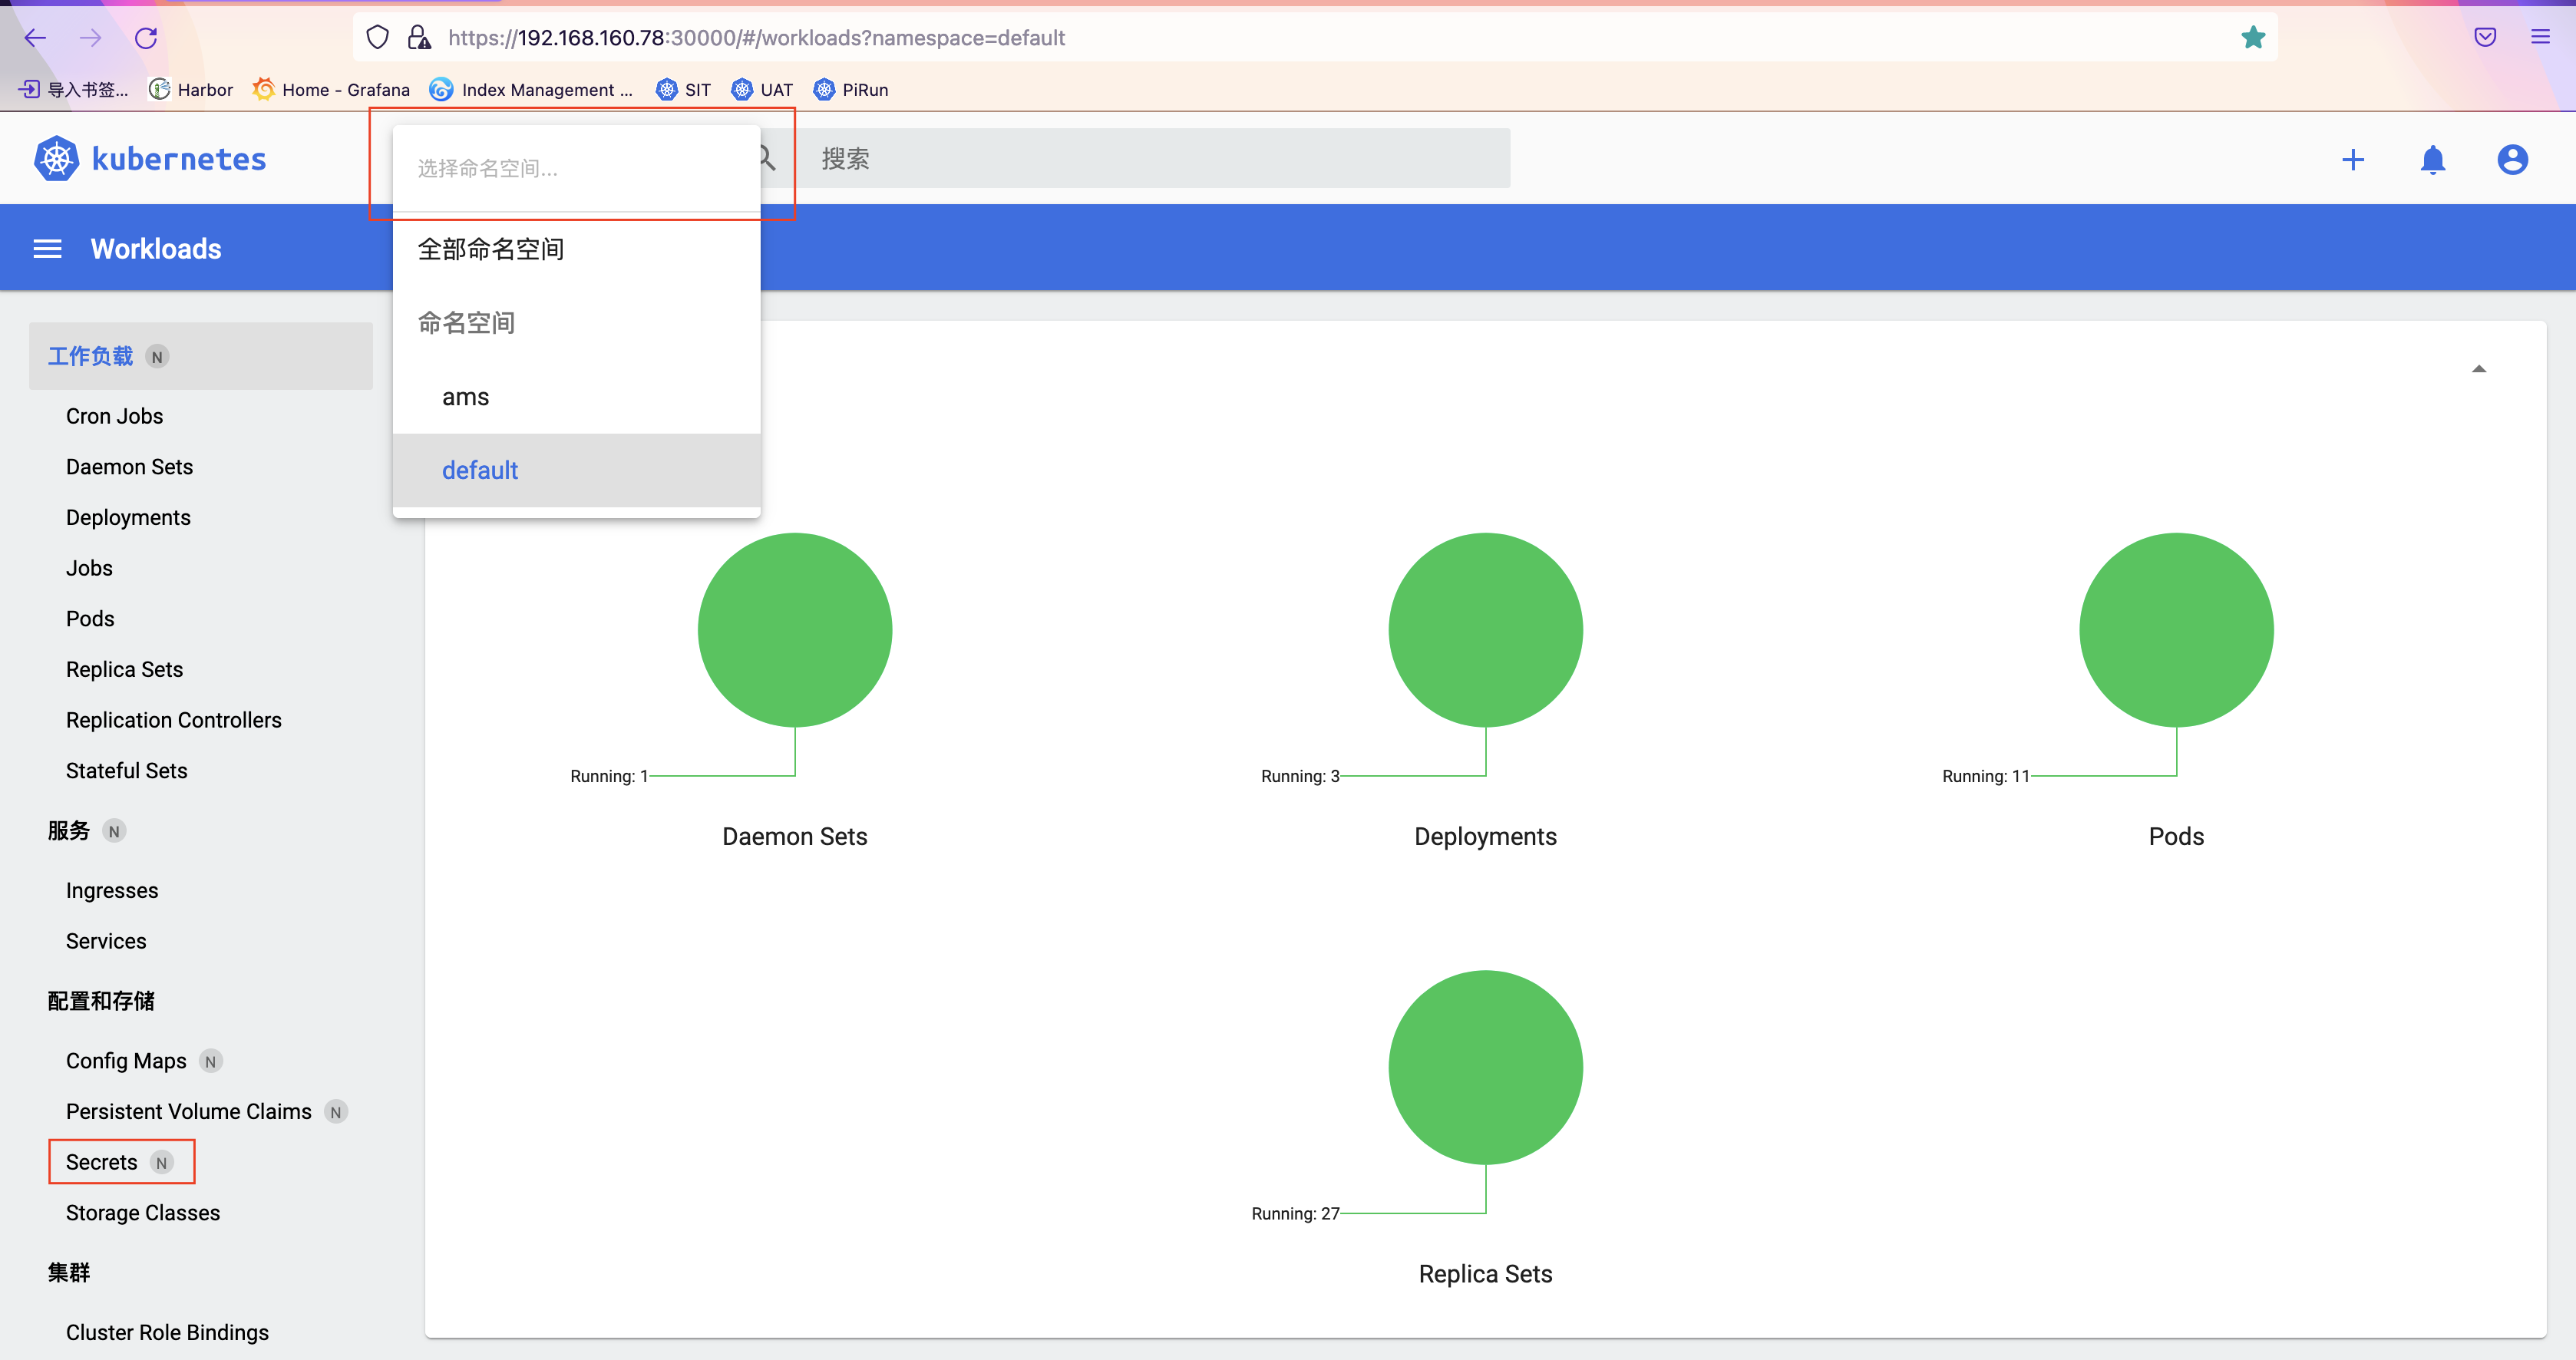 https://192.168.160.78:30000/#/workloads?namespace=default
导入书签... Harbor Home - Grafana Index Management ... SIT UAT PiRun
kubernetes
选择命名空间...
搜索
Workloads
全部命名空间
命名空间
ams
default
工作负载 N
Cron Jobs
Daemon Sets
Deployments
Jobs
Pods
Replica Sets
Replication Controllers
Stateful Sets
服务 N
Ingresses
Services
配置和存储
Config Maps N
Persistent Volume Claims N
Secrets N
Storage Classes
集群
Cluster Role Bindings
Running: 1
Daemon Sets
Running: 3
Deployments
Running: 11
Pods
Running: 27
Replica Sets